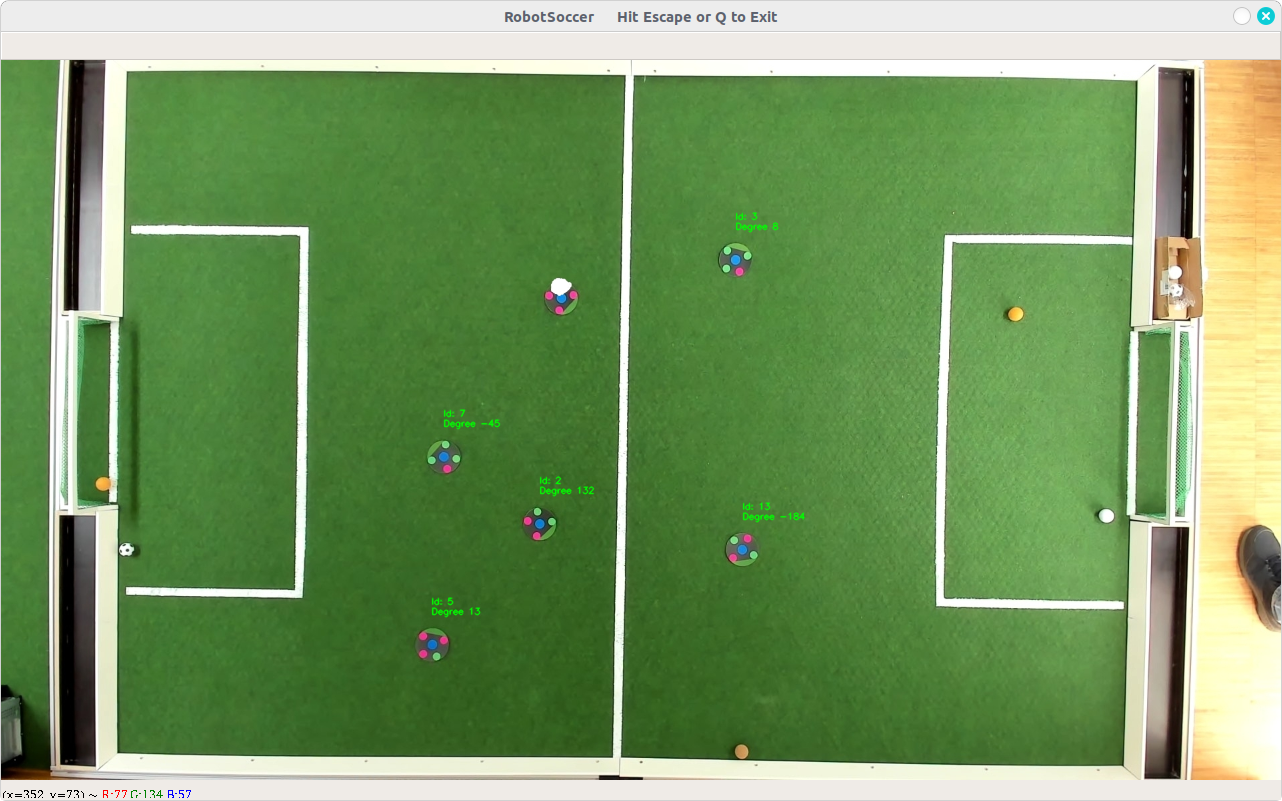 RobotSoccer Hit Escape or Q to Exit
Id: 3
Degree 8
Id: 7
Degree -45
Id: 2
Degree 132
Id: 13
Degree -184
Id: 5
Degree 13
(x=352, y=73) ~ R:77 G:134 B:57